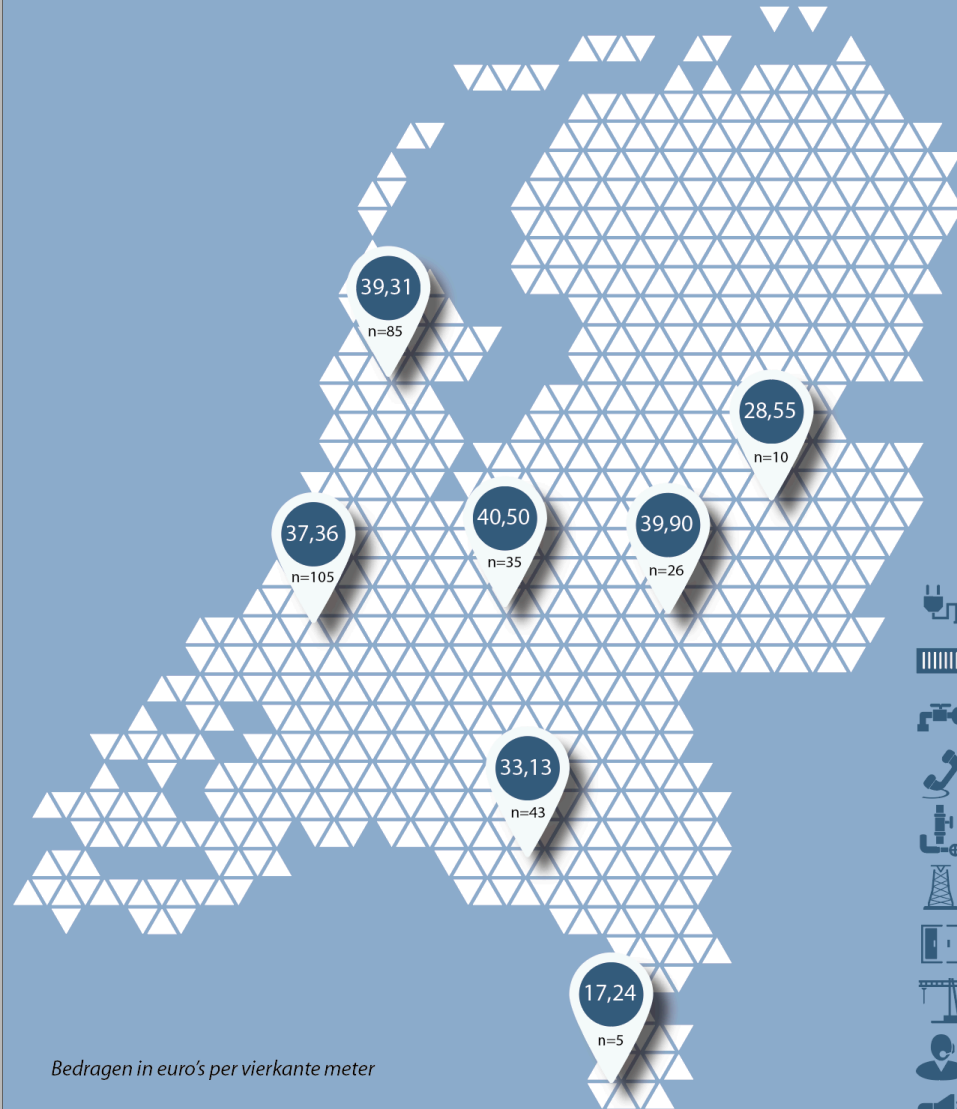 39,31
n=85
28,55
n=10
37,36
n=105
40,50
n=35
39,90
n=26
33,13
n=43
17,24
n=5
Bedragen in euro’s per vierkante meter